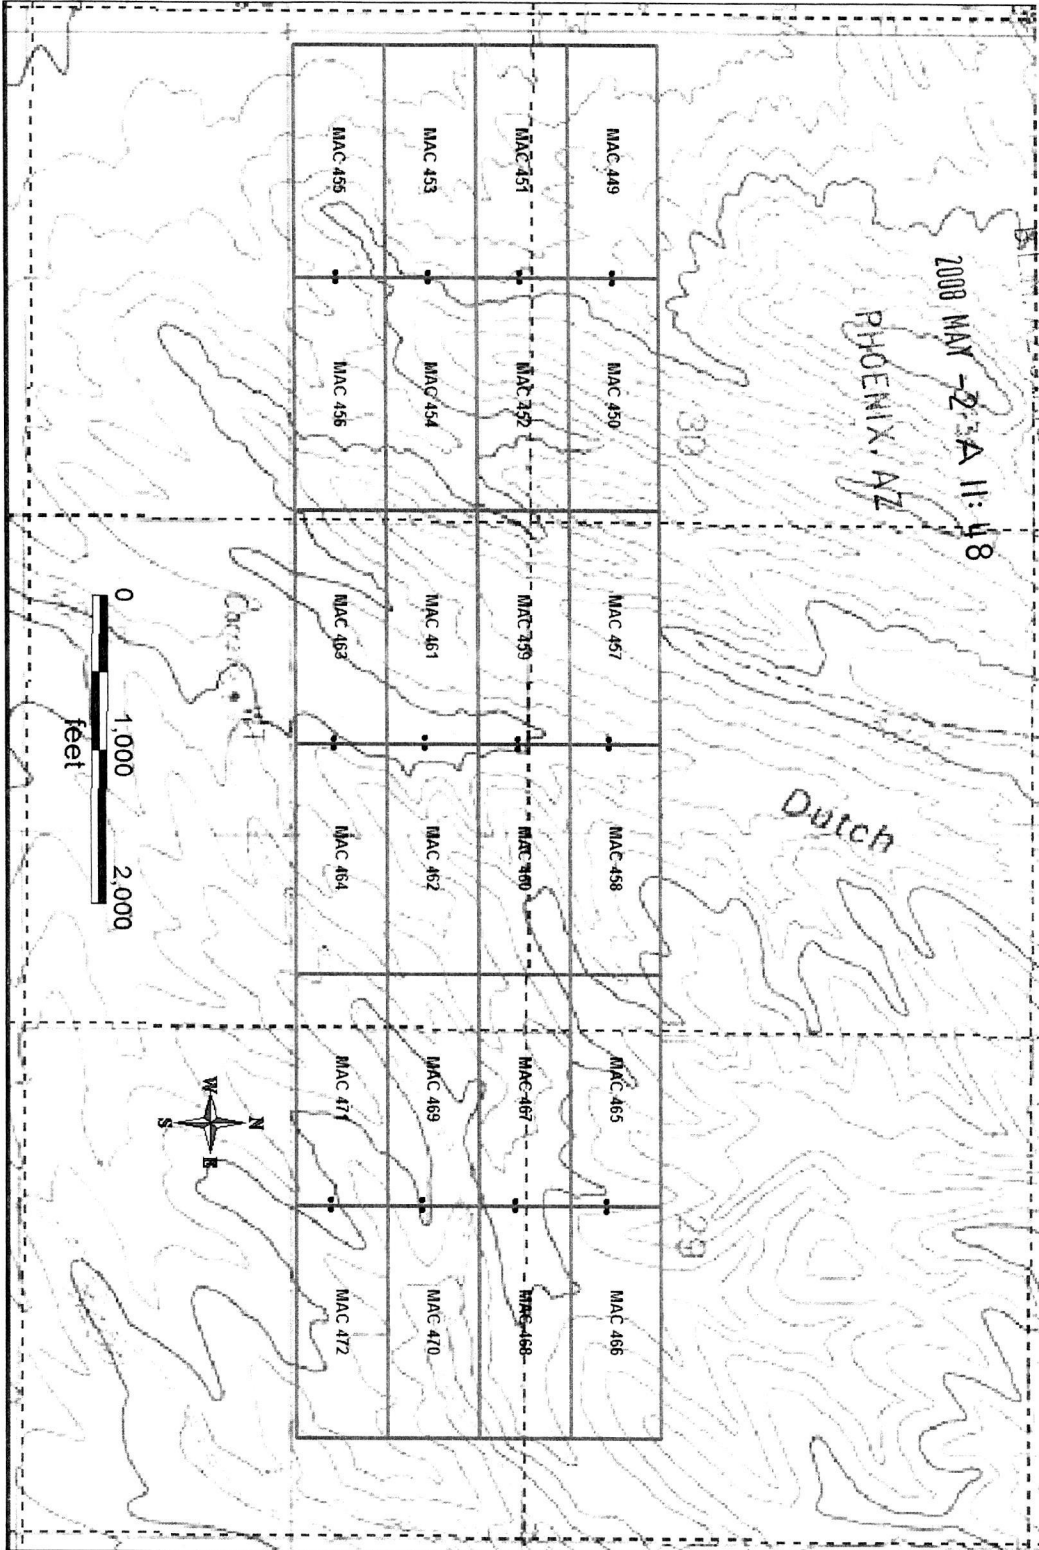 2008 MAY -2 A 11:48
PHOENIX, AZ
30
29
Dutch
MAC 449
MAC 450
MAC 457
MAC 458
MAC 465
MAC 466
MAC 451
MAC 452
MAC 459
MAC 460
MAC 467
MAC 468
MAC 453
MAC 454
MAC 461
MAC 462
MAC 469
MAC 470
MAC 455
MAC 456
MAC 463
MAC 464
MAC 471
MAC 472
N
W
E
S
0
1,000
2,000
feet